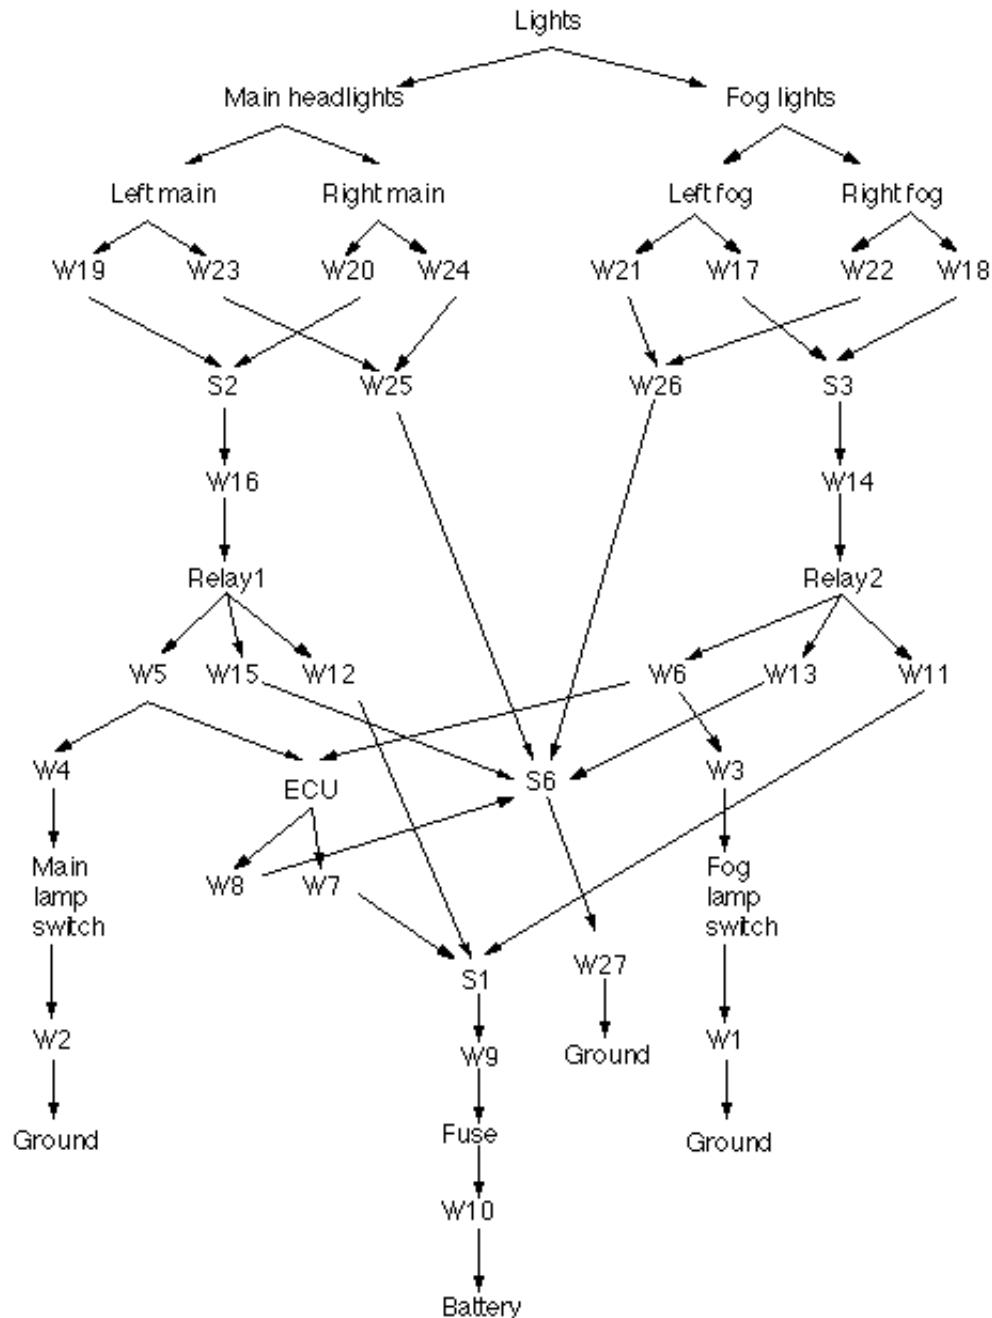 Lights
Main headlights
Fog lights
Left main
Right main
Left fog
Right fog
W19
W23
W20
W24
W21
W17
W22
W18
S2
W25
W26
S3
W16
W14
Relay1
Relay2
W5
W15
W12
W6
W13
W11
W4
ECU
S6
W3
Main
lamp
switch
W8
W7
Fog
lamp
switch
S1
W27
W2
W9
Ground
W1
Ground
Fuse
Ground
W10
Battery